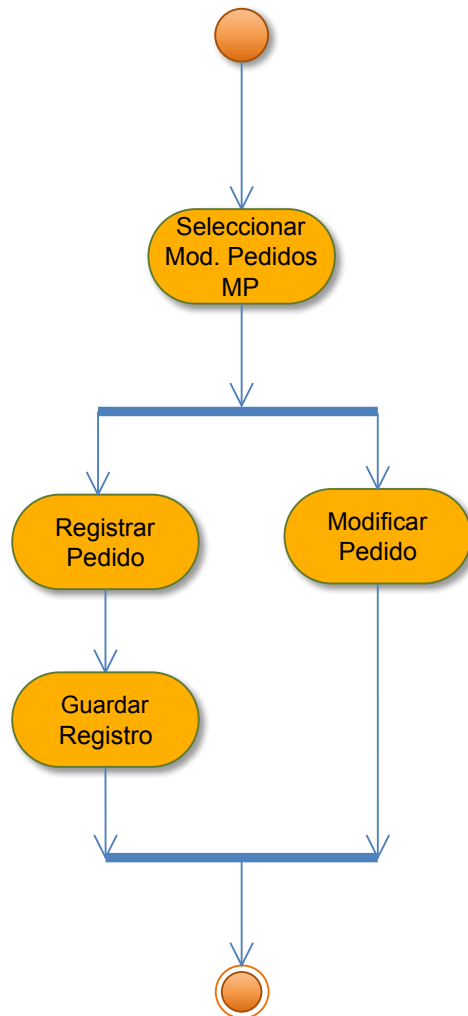 Seleccionar
Mod. Pedidos
MP
Registrar
Pedido
Modificar
Pedido
Guardar
Registro